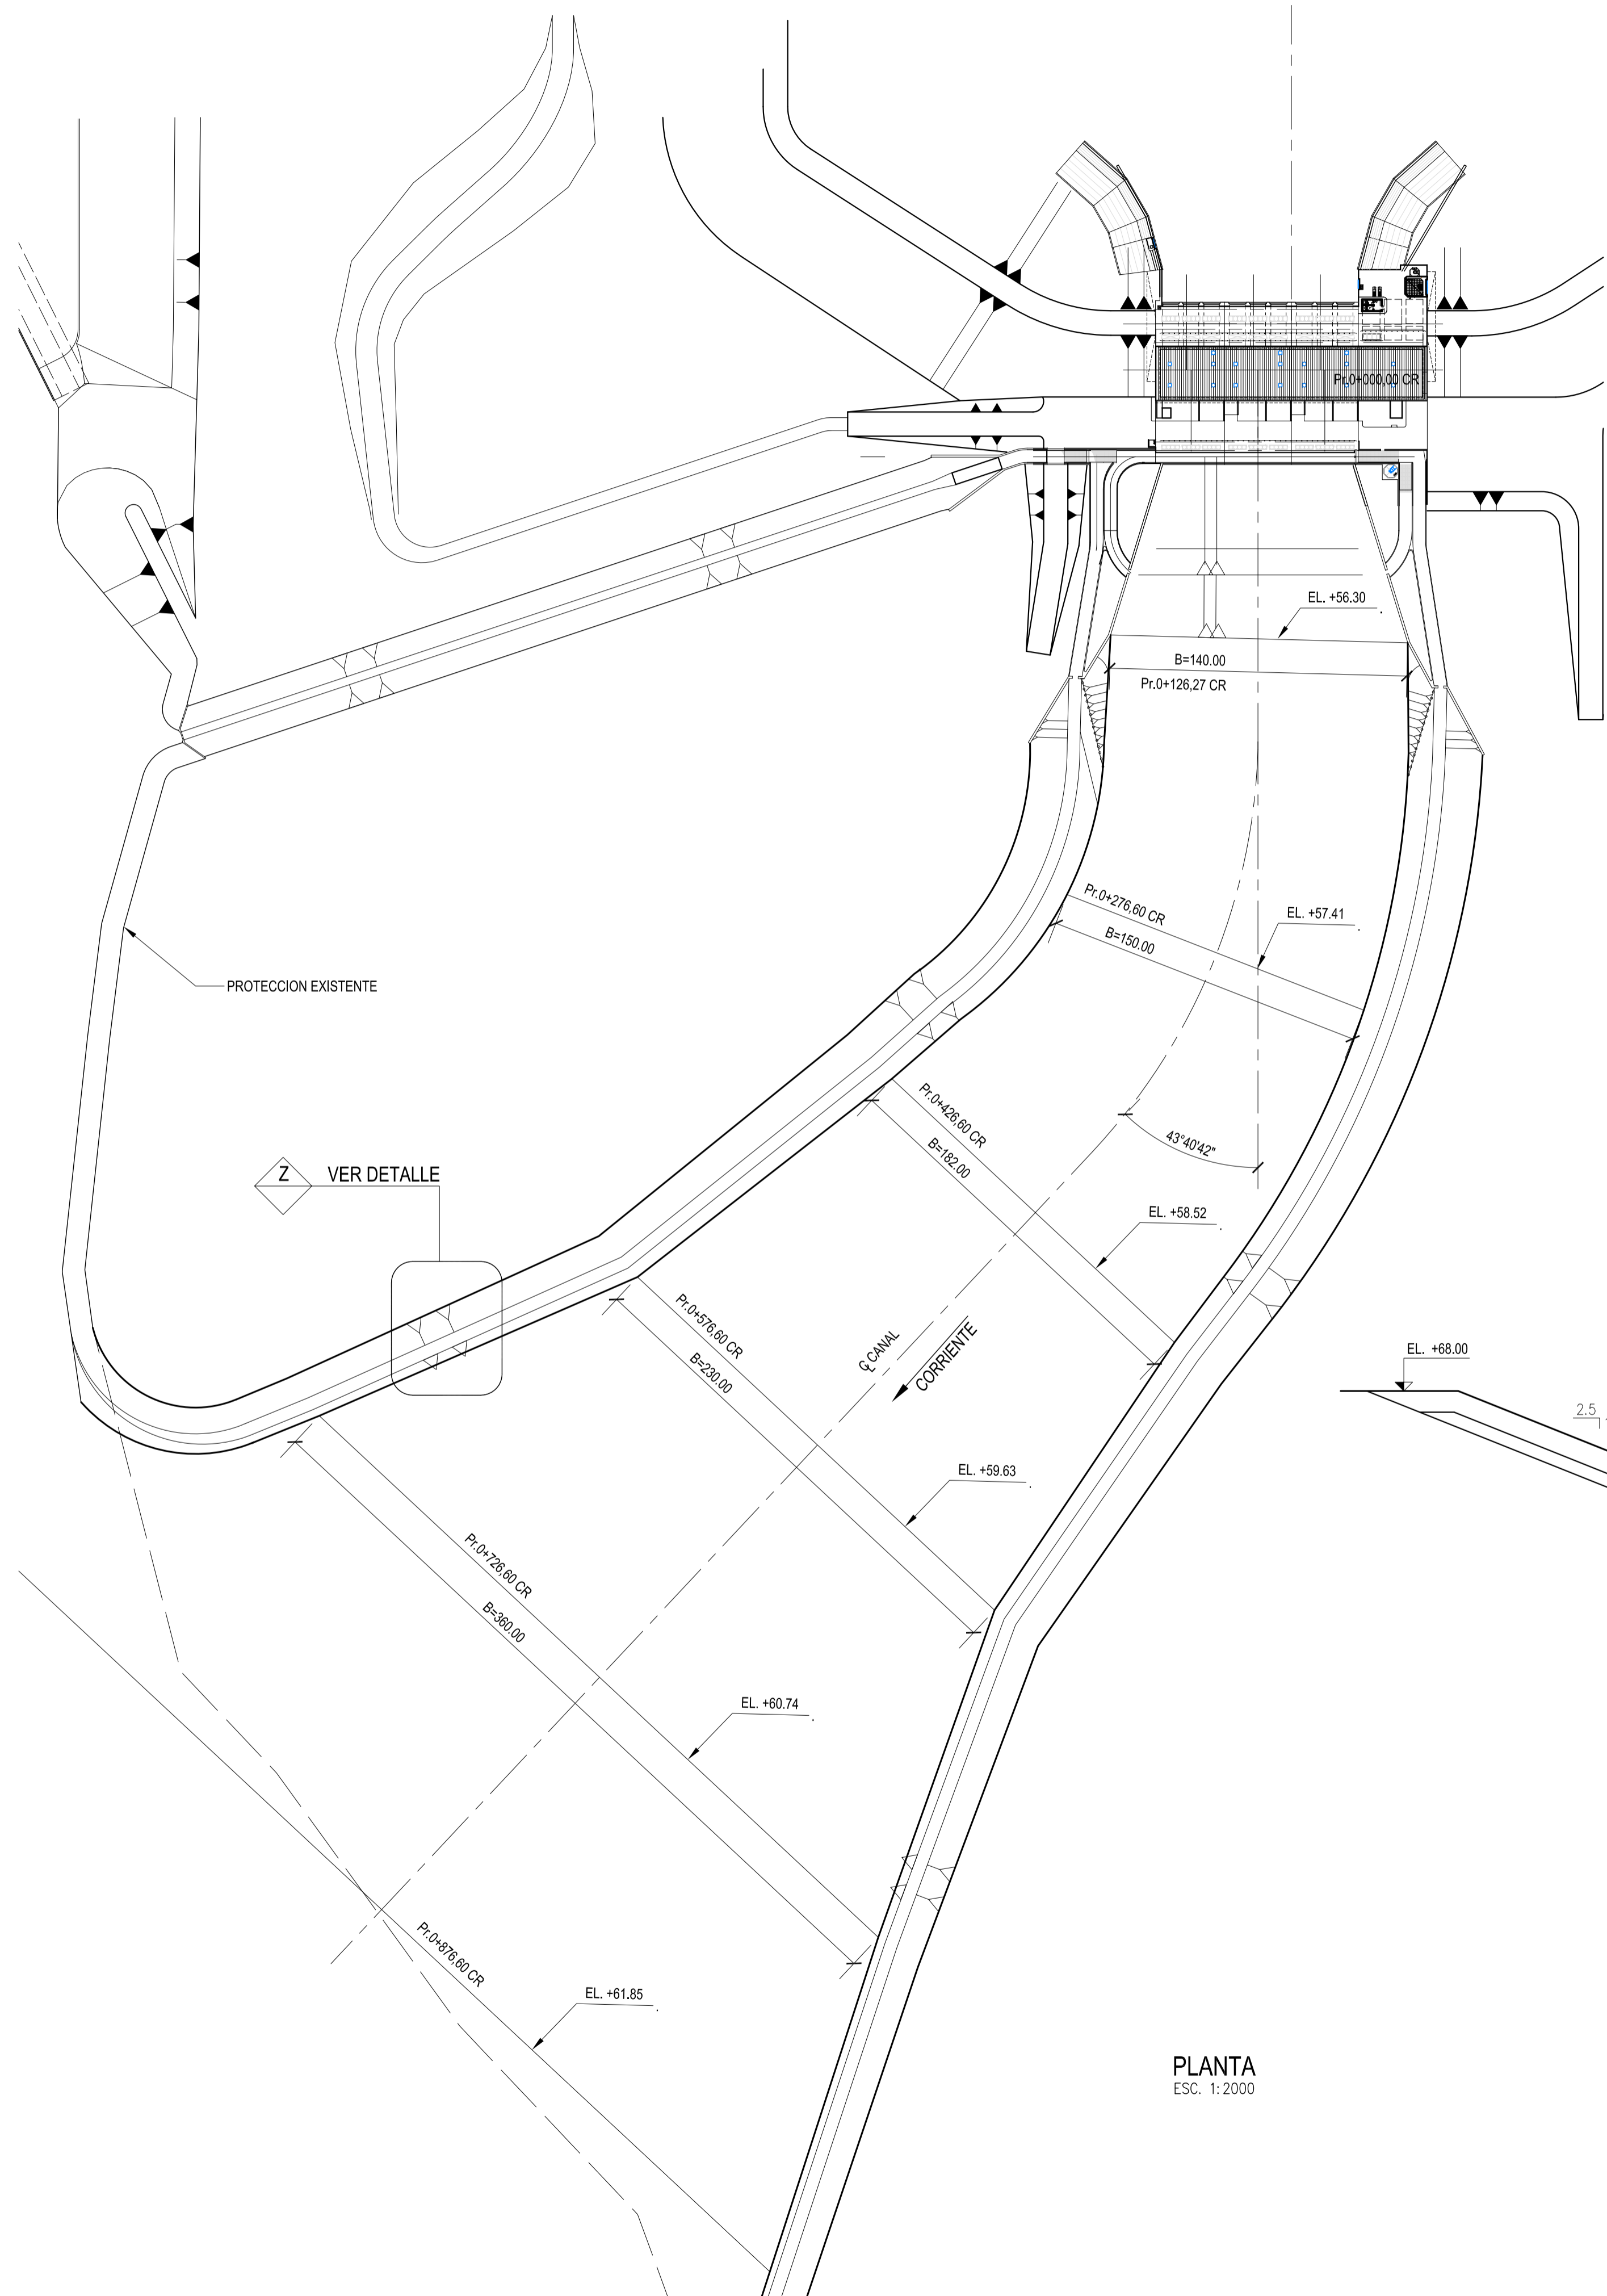 Pr.0+000,00 CR
EL. +56.30
B=140.00
Pr.0+126,27 CR
Pr.0+276,60 CR
B=150.00
EL. +57.41
PROTECCION EXISTENTE
Pr.0+426,60 CR
B=182.00
43°40'42"
Z
VER DETALLE
EL. +58.52
Pr.0+576,60 CR
B=230.00
℄ CANAL
CORRIENTE
EL. +68.00
2.5
1
EL. +59.63
Pr.0+726,60 CR
B=360.00
EL. +60.74
Pr.0+876,60 CR
EL. +61.85
PLANTA
ESC. 1:2000